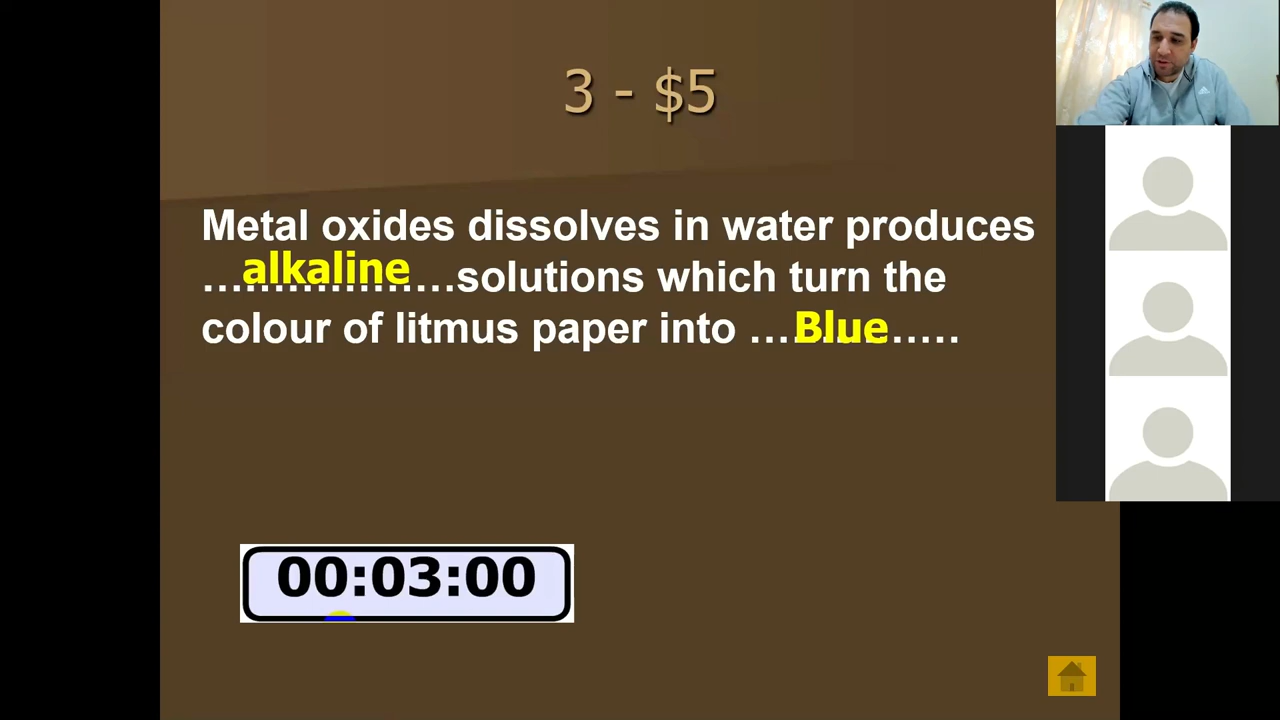 3 - $5
Metal oxides dissolves in water produces
…alkaline…solutions which turn the
colour of litmus paper into …Blue…..
00:03:00